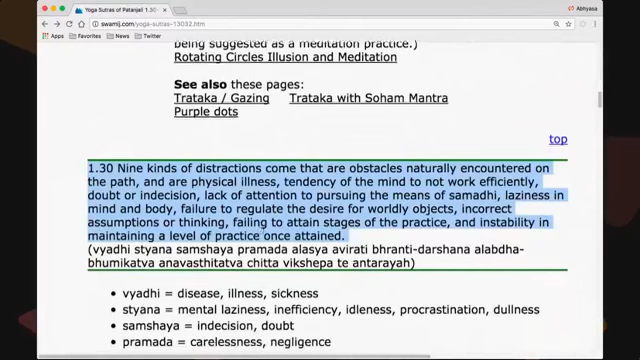 Yoga Sutras of Patanjali 1.30-
Abhyasa
swamij.com/yoga-sutras-13032.htm
Apps Favorites News Twitter
being suggested as a meditation practice.)
Rotating Circles Illusion and Meditation
See also these pages:
Trataka / Gazing Trataka with Soham Mantra
Purple dots
top
1.30 Nine kinds of distractions come that are obstacles naturally encountered on
the path, and are physical illness, tendency of the mind to not work efficiently,
doubt or indecision, lack of attention to pursuing the means of samadhi, laziness in
mind and body, failure to regulate the desire for worldly objects, incorrect
assumptions or thinking, failing to attain stages of the practice, and instability in
maintaining a level of practice once attained.
(vyadhi styana samshaya pramada alasya avirati bhranti-darshana alabdha-
bhumikatva anavasthitatva chitta vikshepa te antarayah)
• vyadhi = disease, illness, sickness
• styana = mental laziness, inefficiency, idleness, procrastination, dullness
• samshaya = indecision, doubt
• pramada = carelessness, negligence